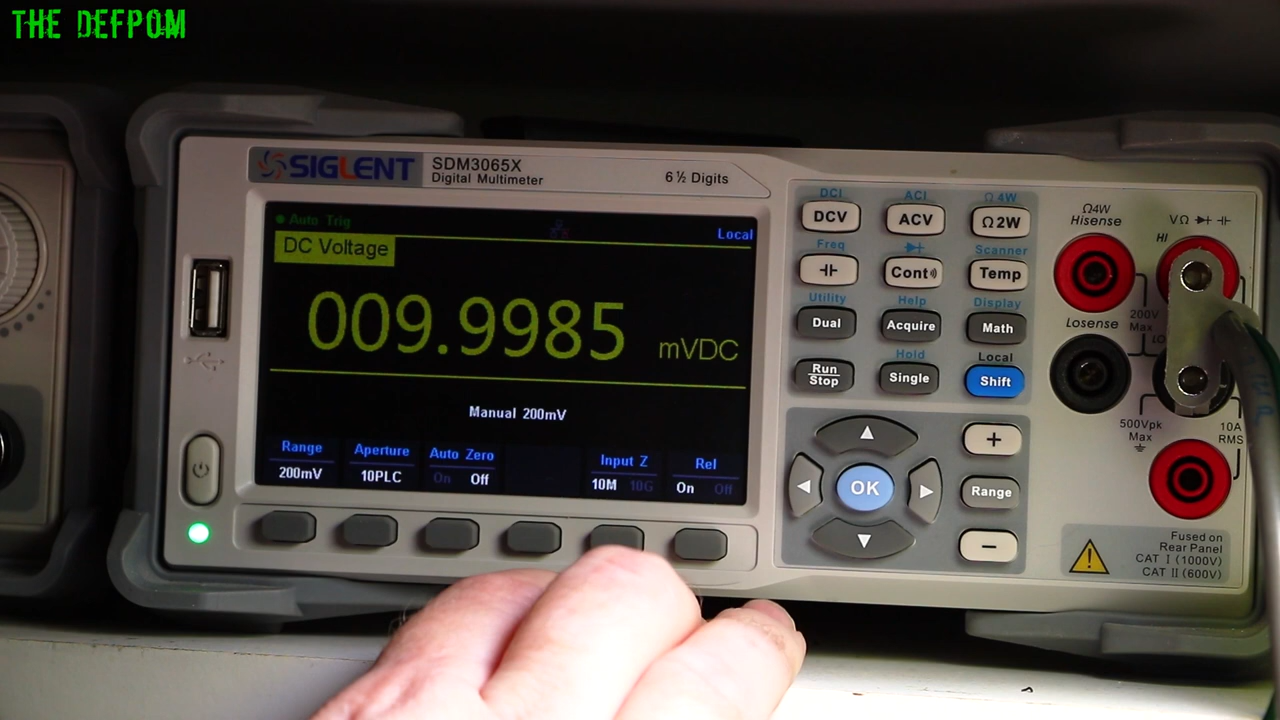 THE DEFPOM
SIGLENT
SDM3065X
Digital Multimeter
6 ½ Digits
Auto Trig
Local
DC Voltage
009.9985 mVDC
Manual 200mV
Range
200mV
Aperture
10PLC
Auto Zero
On Off
Input Z
10M 10G
Rel
On Off
DCI
DCV
ACI
ACV
Ω 4W
Ω2W
Freq
Cont
Scanner
Temp
Utility
Dual
Help
Acquire
Display
Math
Run
Stop
Hold
Single
Local
Shift
OK
+
Range
−
Ω4W
Hisense
VΩ
HI
200V
Max
Losense
LO
500Vpk
Max
10A
RMS
Fused on
Rear Panel
CAT I (1000V)
CAT II (600V)